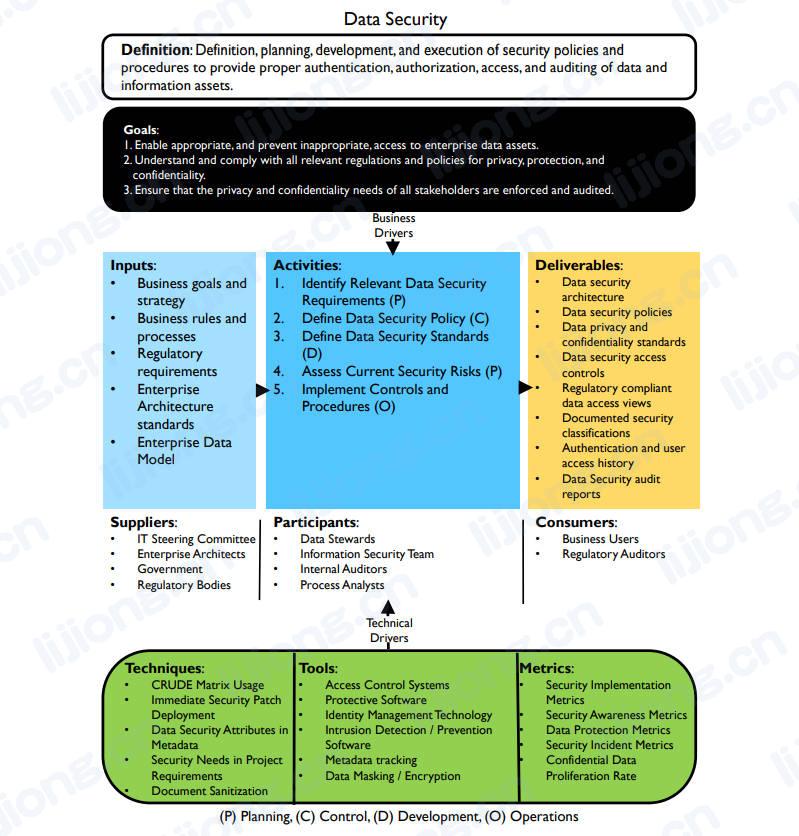 Data Security
Definition: Definition, planning, development, and execution of security policies and
procedures to provide proper authentication, authorization, access, and auditing of data and
information assets.
Goals:
1. Enable appropriate, and prevent inappropriate, access to enterprise data assets.
2. Understand and comply with all relevant regulations and policies for privacy, protection, and
confidentiality.
3. Ensure that the privacy and confidentiality needs of all stakeholders are enforced and audited.
Business
Drivers
Inputs:
• Business goals and
strategy
• Business rules and
processes
• Regulatory
requirements
• Enterprise
Architecture
standards
• Enterprise Data
Model
Activities:
1. Identify Relevant Data Security
Requirements (P)
2. Define Data Security Policy (C)
3. Define Data Security Standards
(D)
4. Assess Current Security Risks (P)
5. Implement Controls and
Procedures (O)
Deliverables:
• Data security
architecture
• Data security policies
• Data privacy and
confidentiality standards
• Data security access
controls
• Regulatory compliant
data access views
• Documented security
classifications
• Authentication and user
access history
• Data Security audit
reports
Suppliers:
• IT Steering Committee
• Enterprise Architects
• Government
• Regulatory Bodies
Participants:
• Data Stewards
• Information Security Team
• Internal Auditors
• Process Analysts
Consumers:
• Business Users
• Regulatory Auditors
Technical
Drivers
Techniques:
• CRUDE Matrix Usage
• Immediate Security Patch
Deployment
• Data Security Attributes in
Metadata
• Security Needs in Project
Requirements
• Document Sanitization
Tools:
• Access Control Systems
• Protective Software
• Identity Management Technology
• Intrusion Detection / Prevention
Software
• Metadata tracking
• Data Masking / Encryption
Metrics:
• Security Implementation
Metrics
• Security Awareness Metrics
• Data Protection Metrics
• Security Incident Metrics
• Confidential Data
Proliferation Rate
(P) Planning, (C) Control, (D) Development, (O) Operations
lijiong.cn